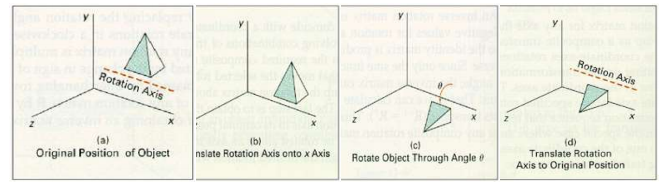 y
Rotation Axis
z
x
(a)
Original Position of Object
y
z
x
(b)
nslate Rotation Axis onto x Axis
y
θ
z
x
(c)
Rotate Object Through Angle θ
y
Rotation Axis
z
x
(d)
Translate Rotation
Axis to Original Position